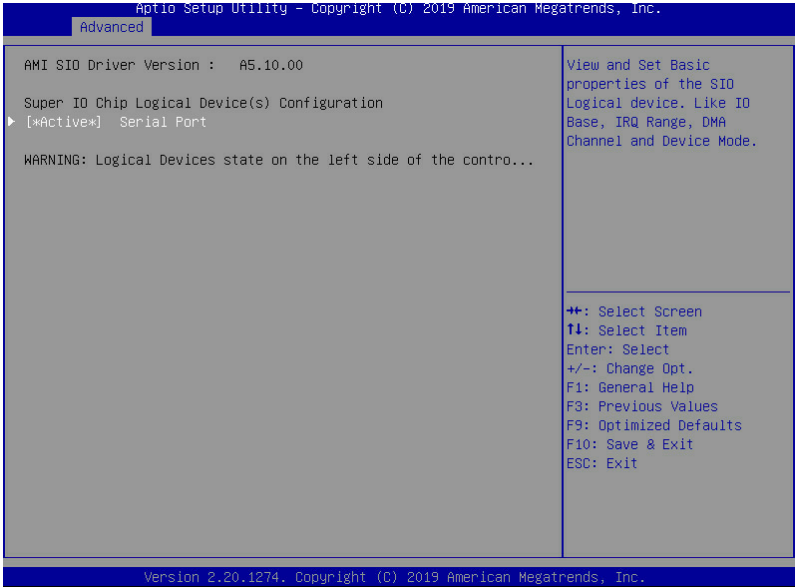 Aptio Setup Utility – Copyright (C) 2019 American Megatrends, Inc.
Advanced
AMI SIO Driver Version :   A5.10.00
Super IO Chip Logical Device(s) Configuration
[*Active*]  Serial Port
WARNING: Logical Devices state on the left side of the contro...
View and Set Basic
properties of the SIO
Logical device. Like IO
Base, IRQ Range, DMA
Channel and Device Mode.
→←: Select Screen
↑↓: Select Item
Enter: Select
+/-: Change Opt.
F1: General Help
F3: Previous Values
F9: Optimized Defaults
F10: Save & Exit
ESC: Exit
Version 2.20.1274. Copyright (C) 2019 American Megatrends, Inc.